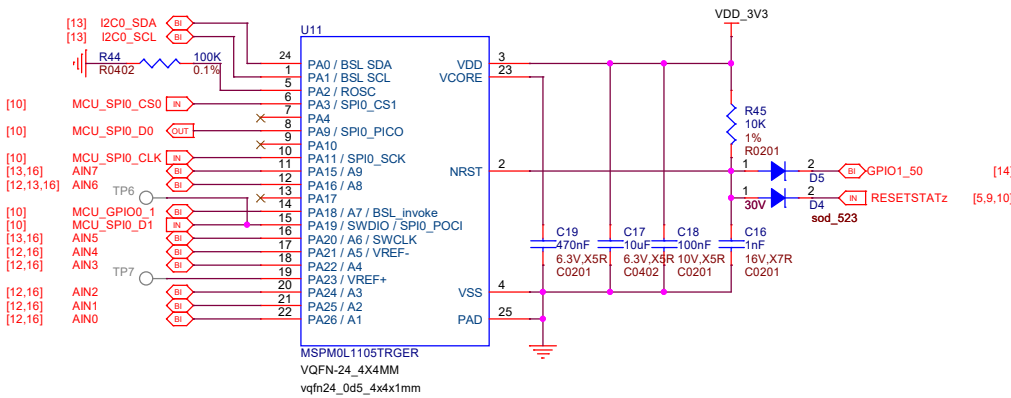 VDD_3V3
[13] I2C0_SDA BI
[13] I2C0_SCL BI
U11
R44 100K
R0402 0.1%
24 PA0 / BSL SDA VDD 3
1 PA1 / BSL SCL VCORE 23
5 PA2 / ROSC
[10] MCU_SPI0_CS0 IN 6 PA3 / SPI0_CS1
7 PA4
[10] MCU_SPI0_D0 OUT 8 PA9 / SPI0_PICO
9 PA10
[10] MCU_SPI0_CLK IN 10 PA11 / SPI0_SCK
[13,16] AIN7 BI 11 PA15 / A9 NRST 2
[12,13,16] AIN6 BI 12 PA16 / A8
TP6 13 PA17
[10] MCU_GPIO0_1 BI 14 PA18 / A7 / BSL_invoke
[10] MCU_SPI0_D1 IN 15 PA19 / SWDIO / SPI0_POCI
[13,16] AIN5 BI 16 PA20 / A6 / SWCLK
[12,16] AIN4 BI 17 PA21 / A5 / VREF-
[12,16] AIN3 BI 18 PA22 / A4
TP7 19 PA23 / VREF+
[12,16] AIN2 BI 20 PA24 / A3 VSS 4
[12,16] AIN1 BI 21 PA25 / A2
[12,16] AIN0 BI 22 PA26 / A1 PAD 25
MSPM0L1105TRGER
VQFN-24_4X4MM
vqfn24_0d5_4x4x1mm
R45
10K
1%
R0201
1 2 BI GPIO1_50 [14]
D5
1 2 IN RESETSTATz [5,9,10]
30V D4
sod_523
C19 C17 C18 C16
470nF 10uF 100nF 1nF
6.3V,X5R 6.3V,X5R 10V,X5R 16V,X7R
C0201 C0402 C0201 C0201